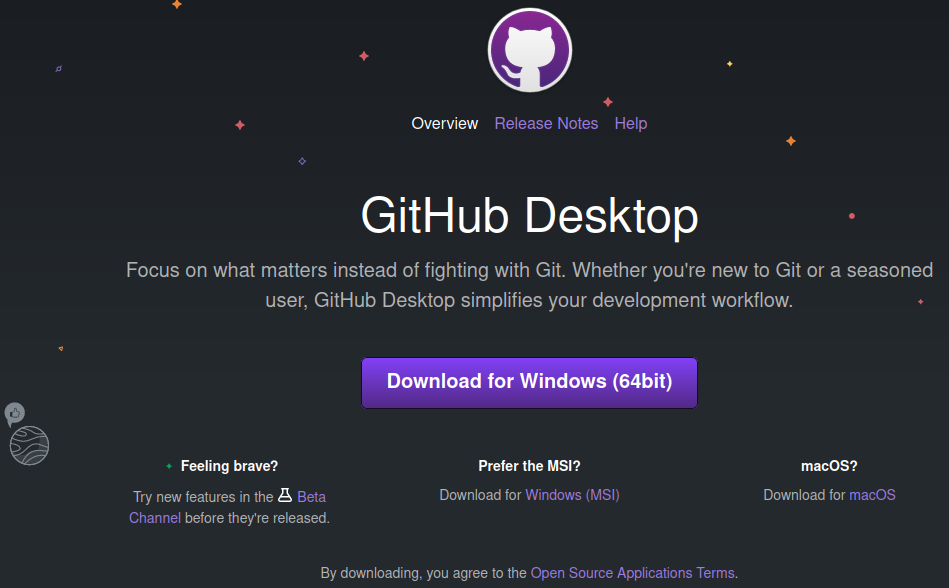 Overview Release Notes Help
GitHub Desktop
Focus on what matters instead of fighting with Git. Whether you're new to Git or a seasoned
user, GitHub Desktop simplifies your development workflow.
Download for Windows (64bit)
Feeling brave?
Try new features in the Beta
Channel before they're released.
Prefer the MSI?
Download for Windows (MSI)
macOS?
Download for macOS
By downloading, you agree to the Open Source Applications Terms.